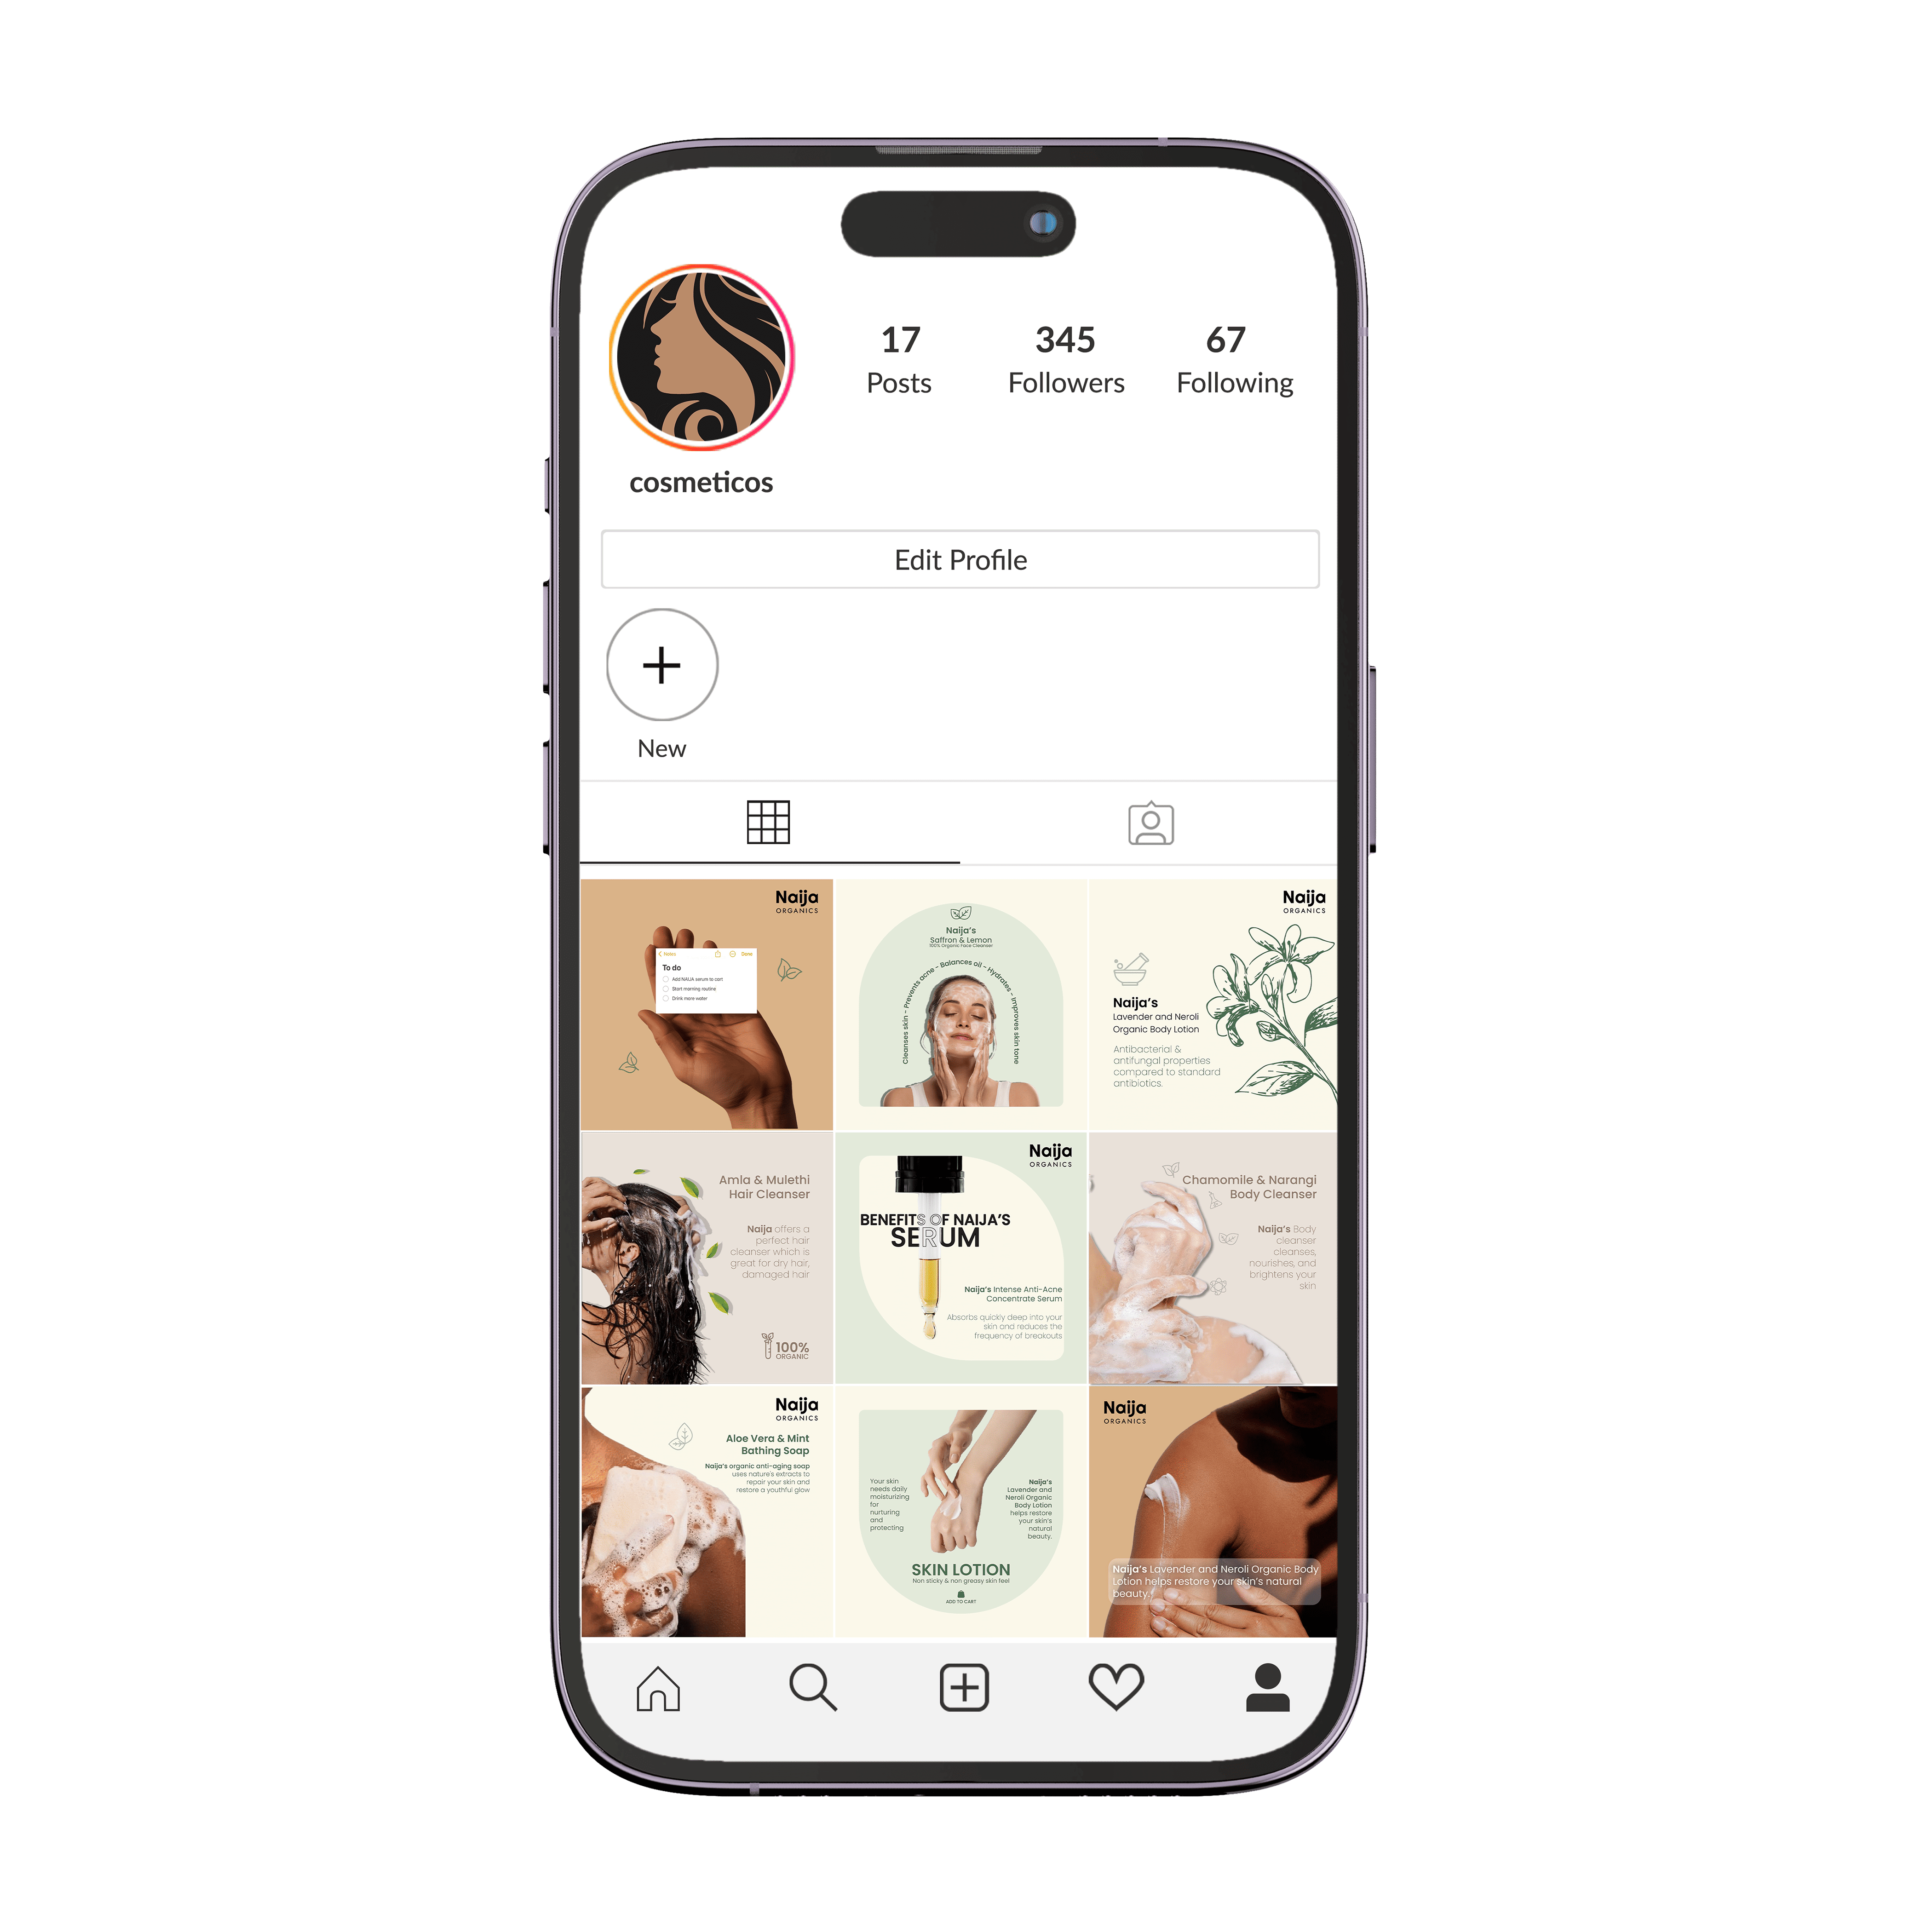 17
345
67
Posts
Followers
Following
cosmeticos
Edit Profile
New
Naija
ORGANICS
Notes
Done
To do
Add NAIJA serum to cart
Start morning routine
Drink more water
Naija's
Saffron & Lemon
100% Organic Face Cleanser
Cleanses skin - Prevents acne - Balances oil - Hydrates - Improves skin tone
Naija
ORGANICS
Naija's
Lavender and Neroli
Organic Body Lotion
Antibacterial &
antifungal properties
compared to standard
antibiotics.
Amla & Mulethi
Hair Cleanser
Naija offers a
perfect hair
cleanser which is
great for dry hair,
damaged hair
100%
ORGANIC
Naija
ORGANICS
BENEFITS OF NAIJA'S
SERUM
Naija's Intense Anti-Acne
Concentrate Serum
Absorbs quickly deep into your
skin and reduces the
frequency of breakouts
Chamomile & Narangi
Body Cleanser
Naija's Body
cleanser
cleanses,
nourishes, and
brightens your
skin
Naija
ORGANICS
Aloe Vera & Mint
Bathing Soap
Naija's organic anti-aging soap
uses nature's extracts to
repair your skin and
restore a youthful glow
Your skin
needs daily
moisturizing
for
nurturing
and
protecting
Naija's
Lavender and
Neroli Organic
Body Lotion
helps restore
your skin's
natural
beauty.
SKIN LOTION
Non sticky & non greasy skin feel
ADD TO CART
Naija
ORGANICS
Naija's Lavender and Neroli Organic Body
Lotion helps restore your skin's natural
beauty.